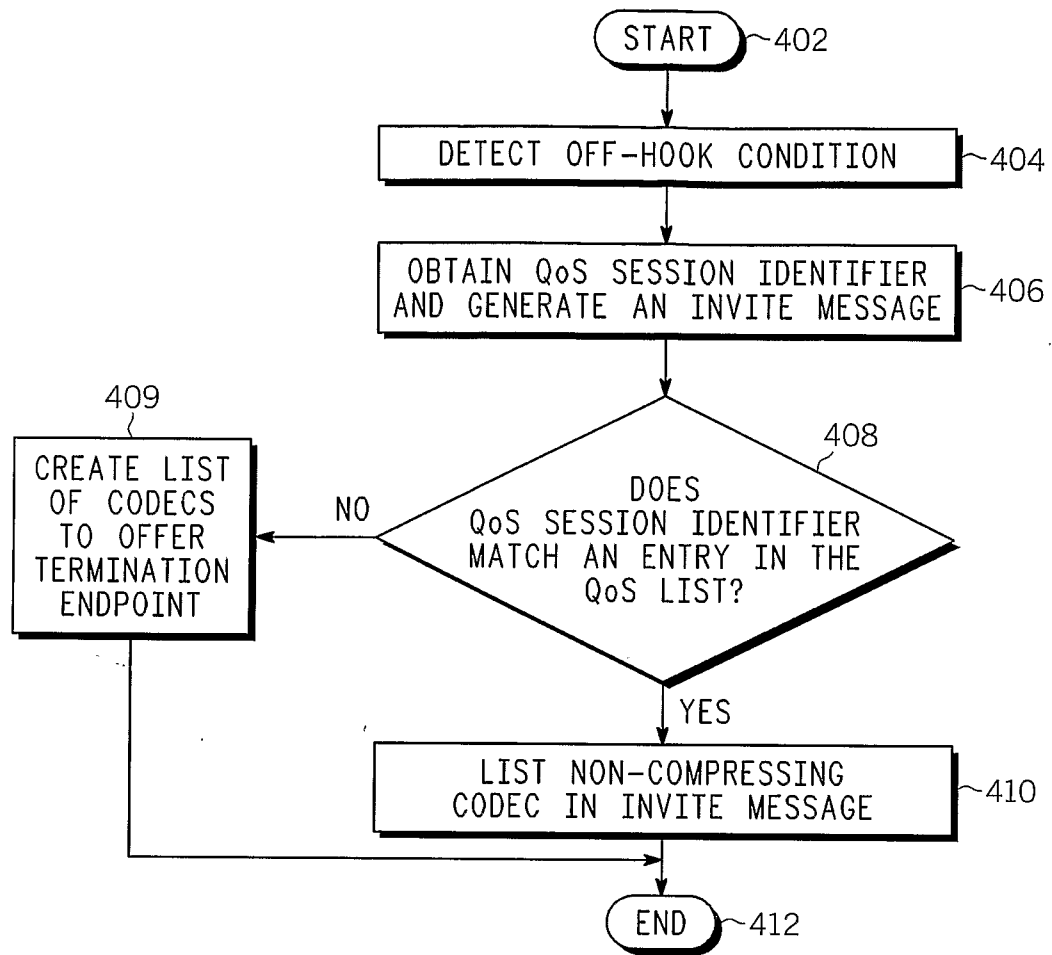 START
402
DETECT OFF-HOOK CONDITION
404
OBTAIN QoS SESSION IDENTIFIER
AND GENERATE AN INVITE MESSAGE
406
409
CREATE LIST
OF CODECS
TO OFFER
TERMINATION
ENDPOINT
NO
408
DOES
QoS SESSION IDENTIFIER
MATCH AN ENTRY IN THE
QoS LIST?
YES
LIST NON-COMPRESSING
CODEC IN INVITE MESSAGE
410
END
412